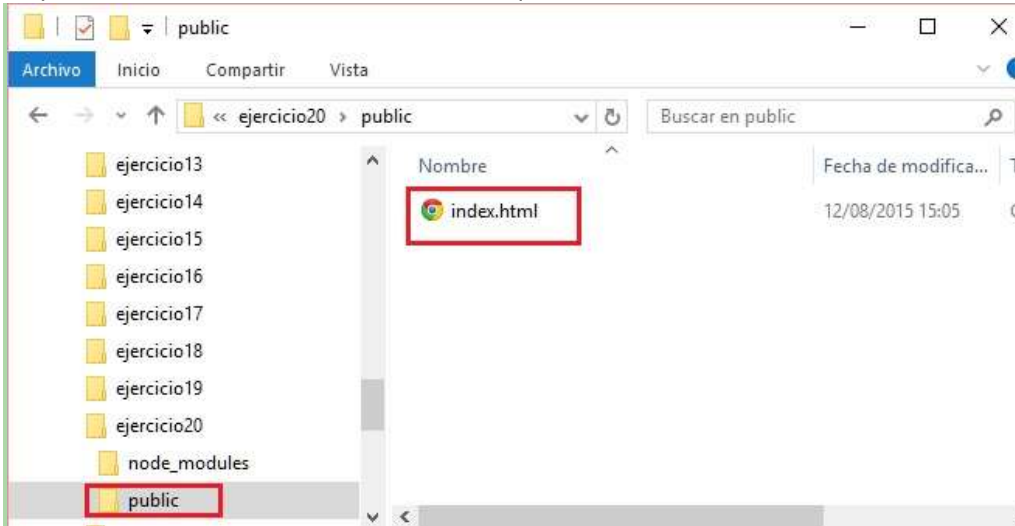 public
Archivo Inicio Compartir Vista
« ejercicio20 › public
Buscar en public
ejercicio13
ejercicio14
ejercicio15
ejercicio16
ejercicio17
ejercicio18
ejercicio19
ejercicio20
node_modules
public
Nombre Fecha de modifica...
index.html 12/08/2015 15:05